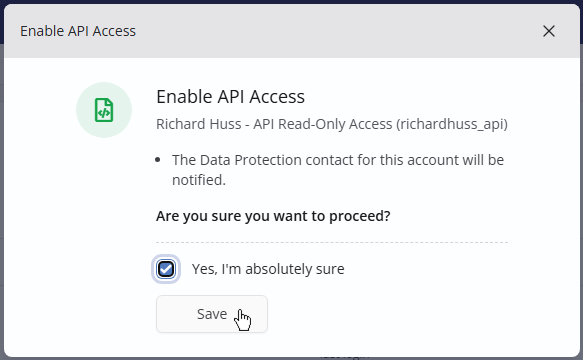 Enable API Access
Enable API Access
Richard Huss - API Read-Only Access (richardhuss_api)
The Data Protection contact for this account will be
notified.
Are you sure you want to proceed?
Yes, I'm absolutely sure
Save